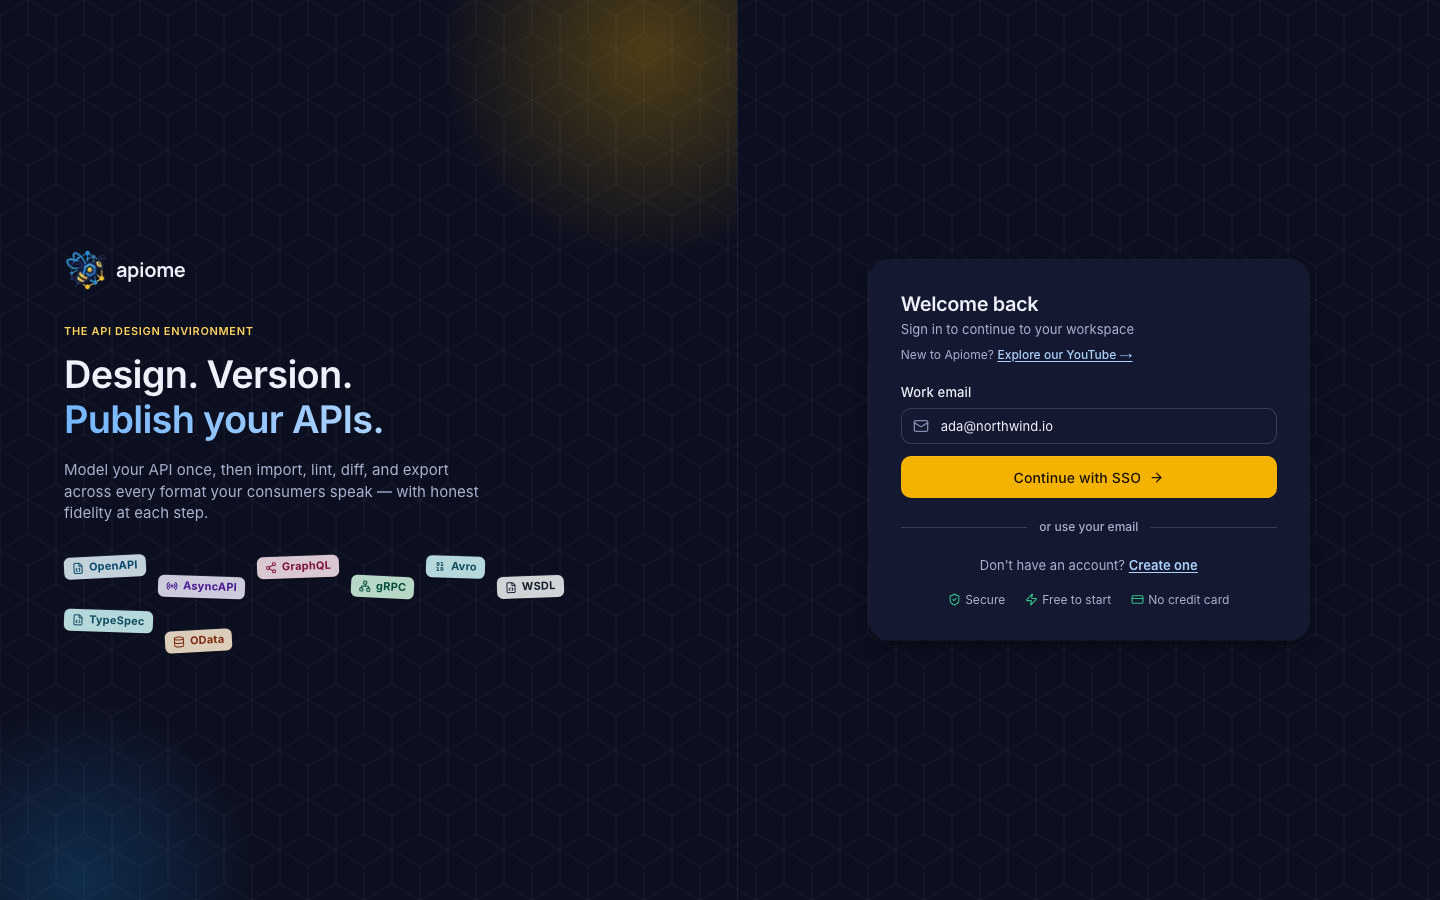 apiome
THE API DESIGN ENVIRONMENT
Design. Version.
Publish your APIs.
Model your API once, then import, lint, diff, and export
across every format your consumers speak — with honest
fidelity at each step.
OpenAPI
AsyncAPI
GraphQL
gRPC
Avro
WSDL
TypeSpec
OData
Welcome back
Sign in to continue to your workspace
New to Apiome? Explore our YouTube →
Work email
ada@northwind.io
Continue with SSO →
or use your email
Don't have an account? Create one
Secure Free to start No credit card